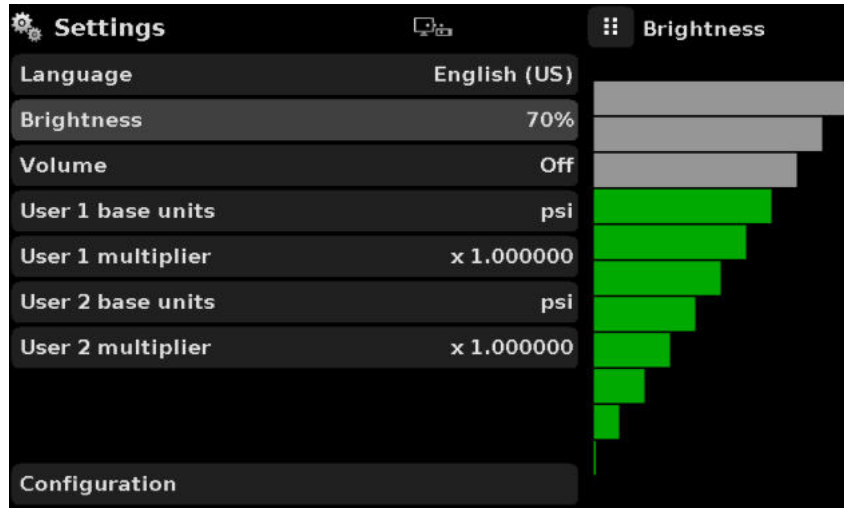 Settings
Brightness
Language English (US)
Brightness 70%
Volume Off
User 1 base units psi
User 1 multiplier x 1.000000
User 2 base units psi
User 2 multiplier x 1.000000
Configuration